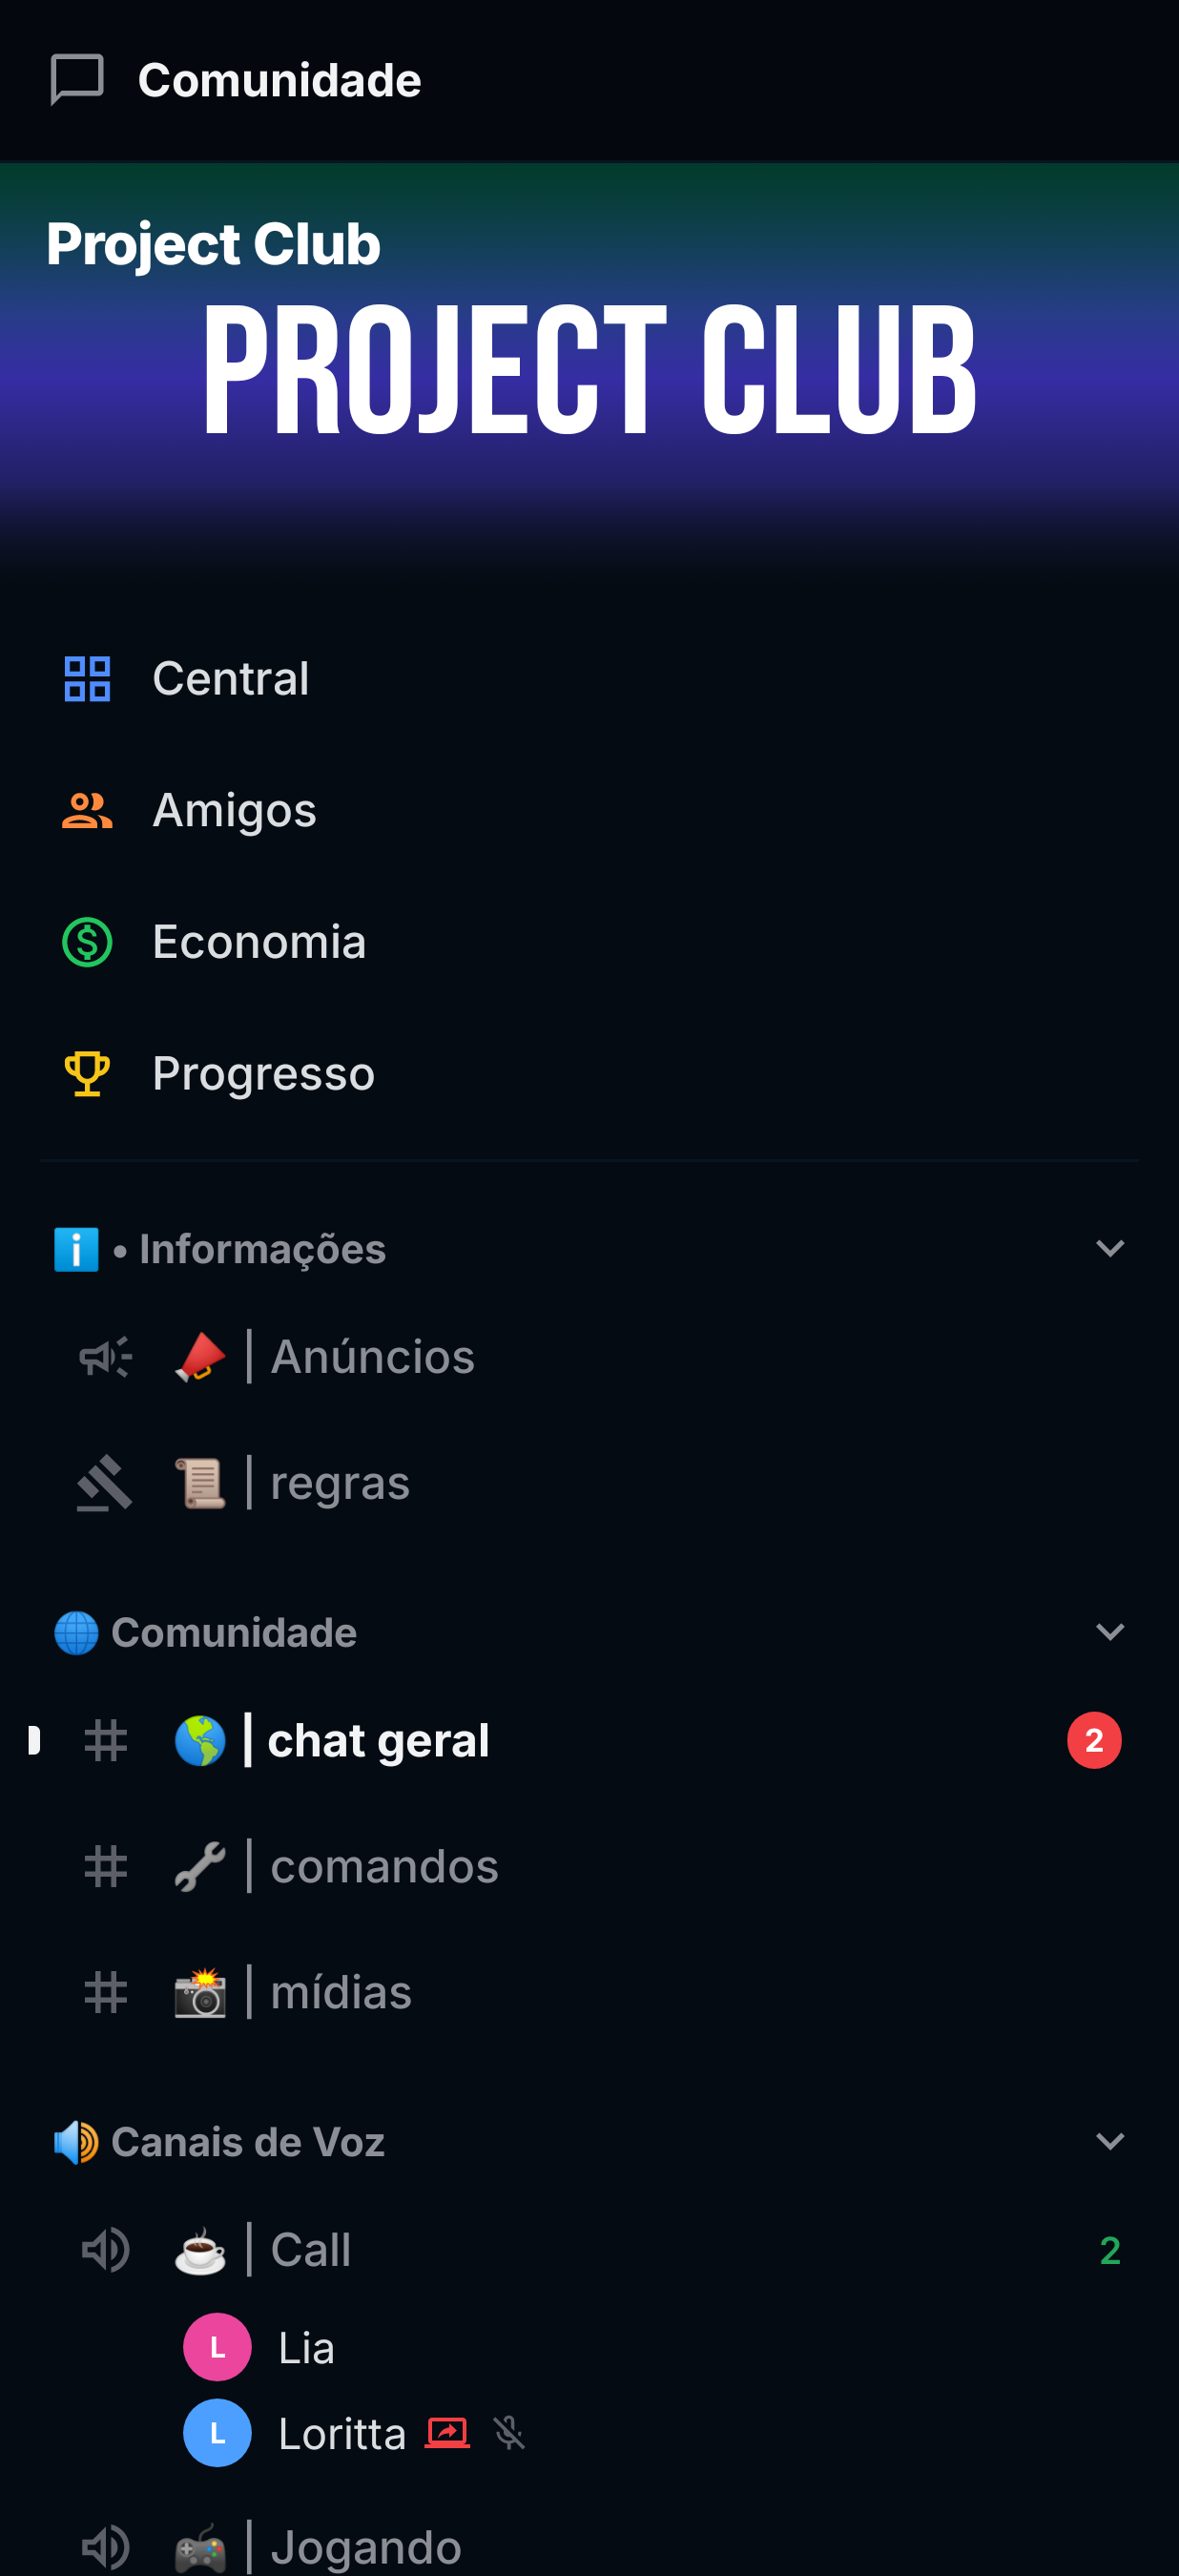 Comunidade
Project Club
PROJECT CLUB
Central
Amigos
Economia
Progresso
ℹ️ • Informações
📣 | Anúncios
📜 | regras
🌐 Comunidade
🌎 | chat geral 2
🔧 | comandos
📸 | mídias
🔊 Canais de Voz
☕ | Call 2
L Lia
L Loritta
🎮 | Jogando